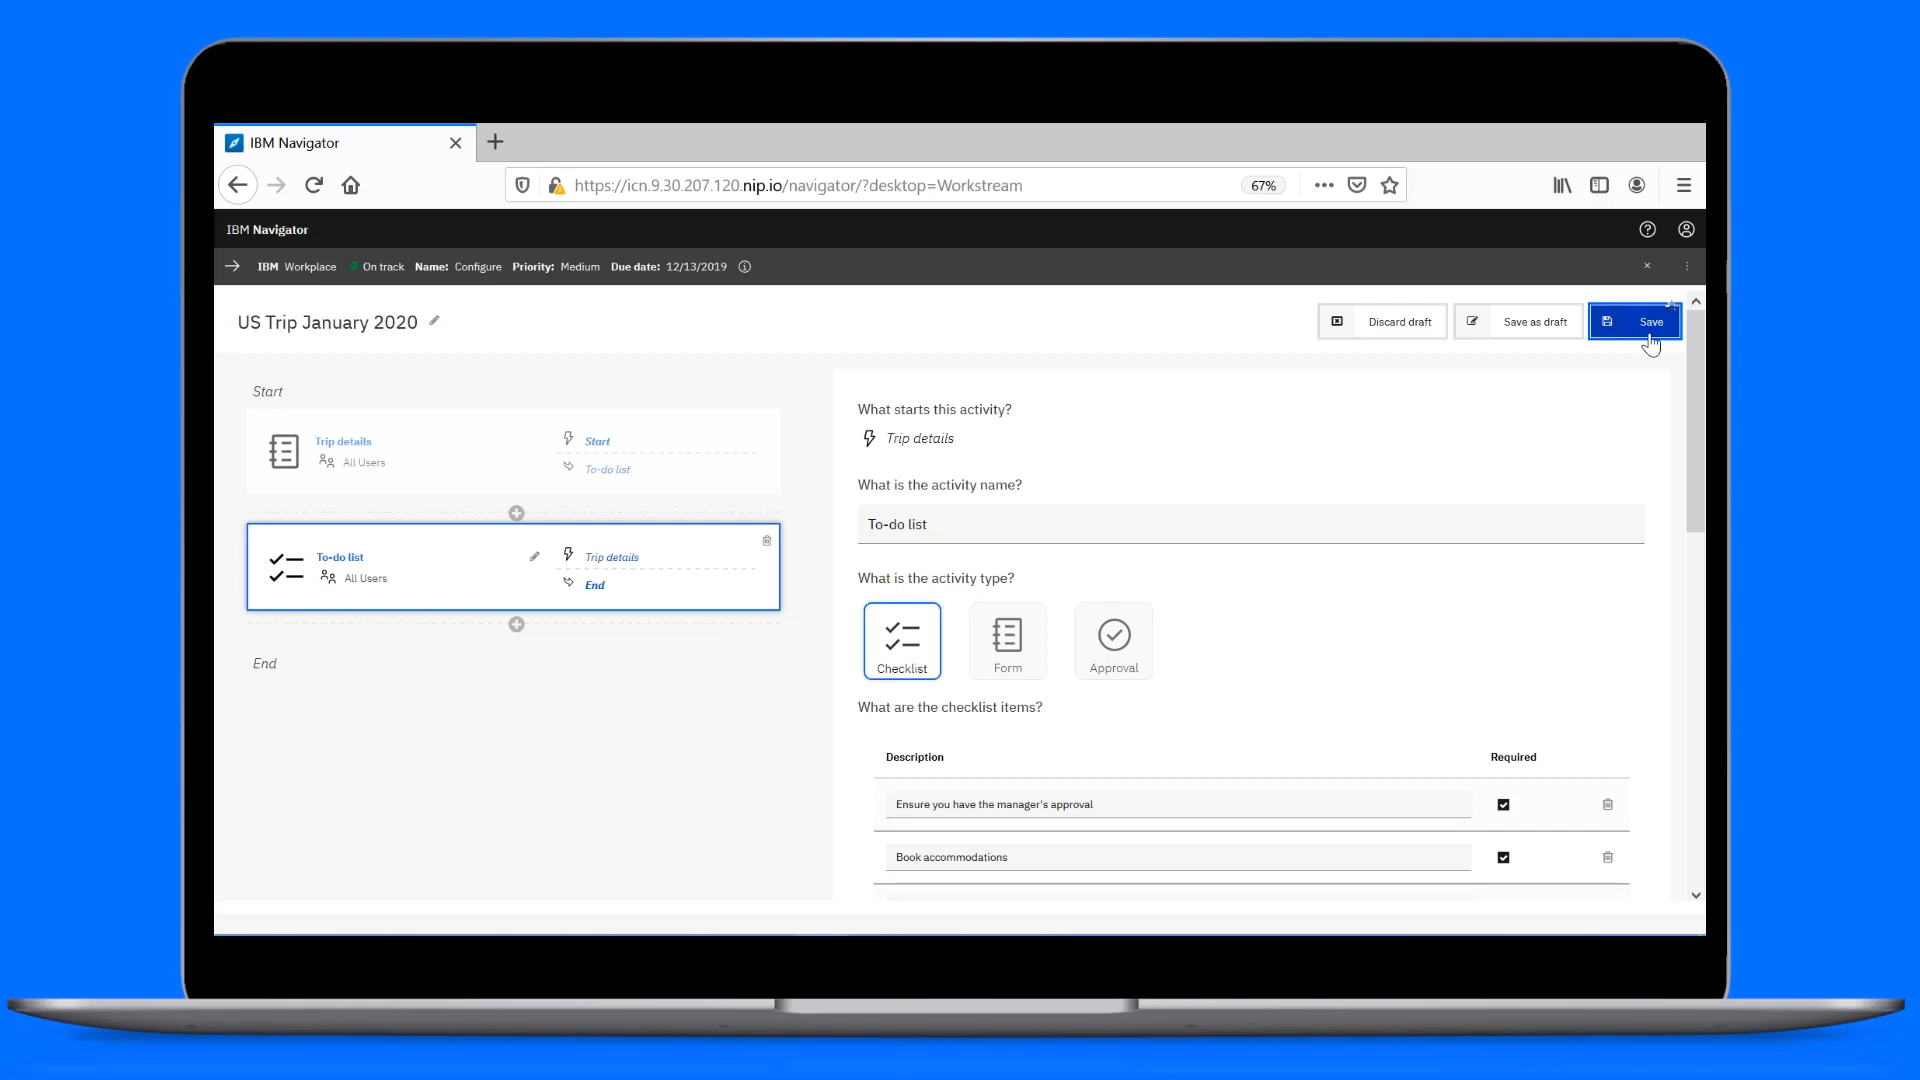 IBM Navigator
https://icn.9.30.207.120.nip.io/navigator/?desktop=Workstream
67%
IBM Navigator
IBM Workplace On track Name: Configure Priority: Medium Due date: 12/13/2019
US Trip January 2020
Discard draft
Save as draft
Save
Start
Trip details
All Users
Start
To-do list
To-do list
All Users
Trip details
End
End
What starts this activity?
Trip details
What is the activity name?
To-do list
What is the activity type?
Checklist
Form
Approval
What are the checklist items?
Description Required
Ensure you have the manager's approval
Book accommodations